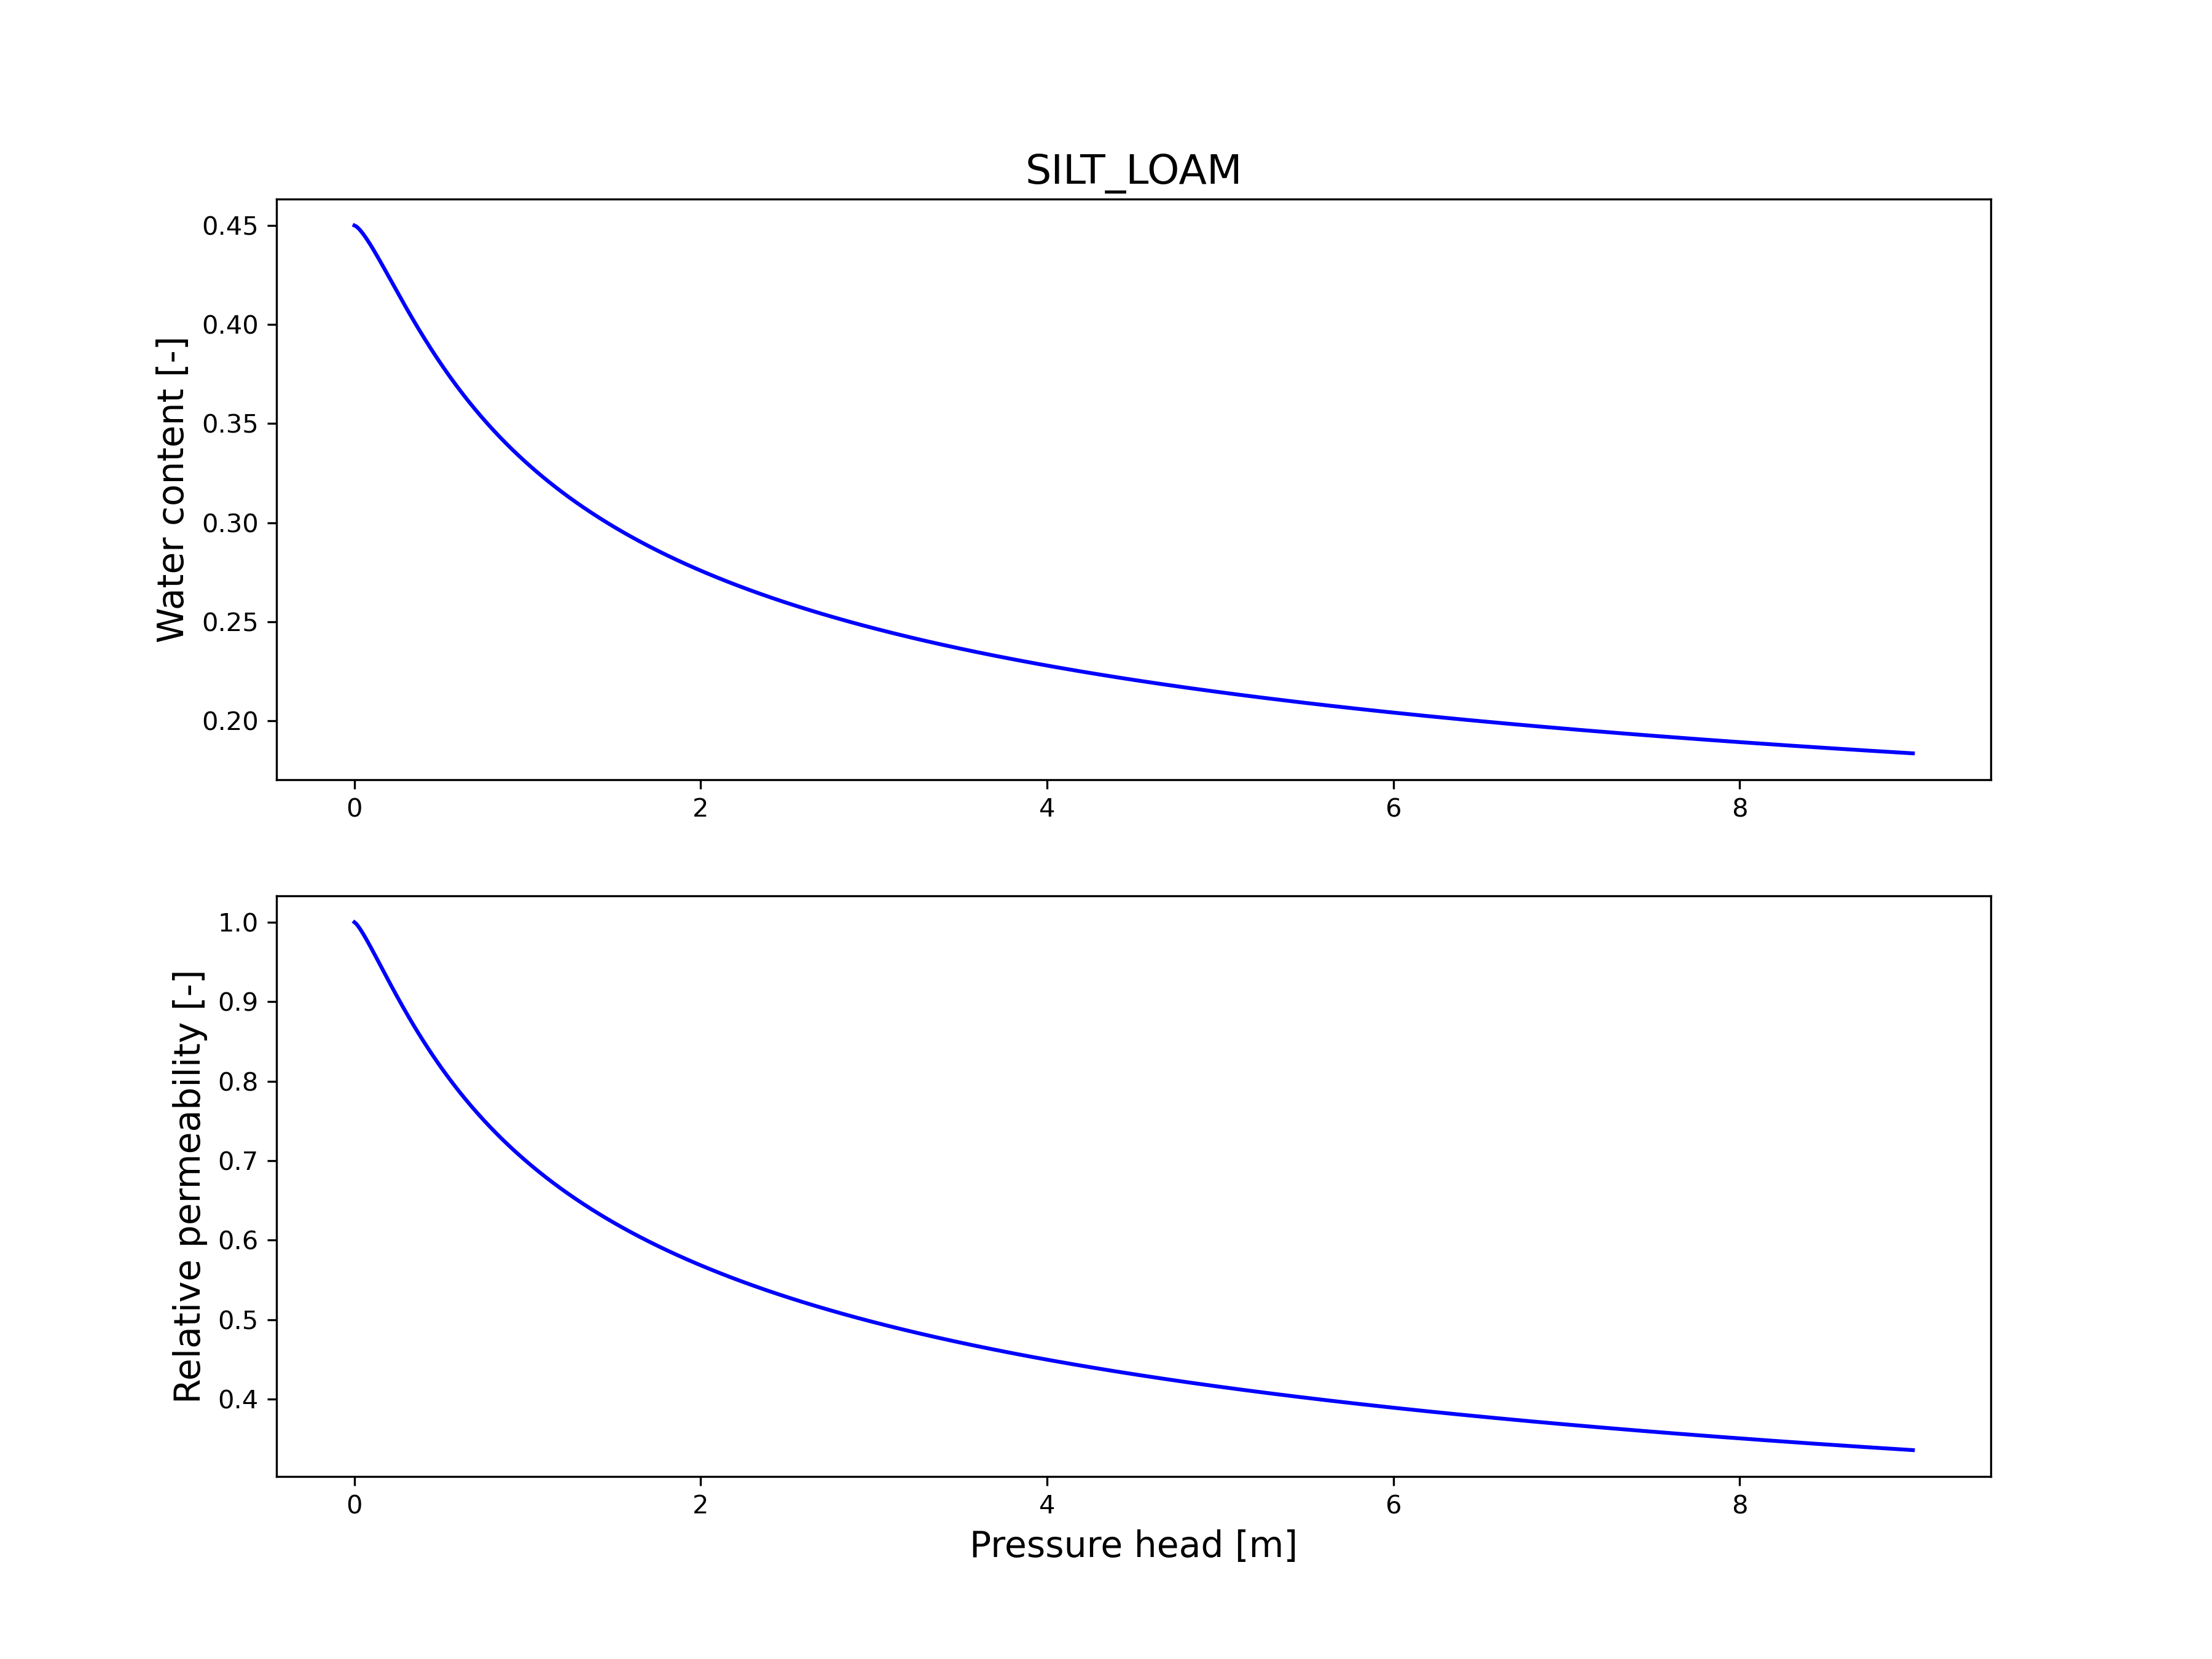 SILT_LOAM
Water content [-]
0.45
0.40
0.35
0.30
0.25
0.20
0 2 4 6 8
Relative permeability [-]
1.0
0.9
0.8
0.7
0.6
0.5
0.4
0 2 4 6 8
Pressure head [m]